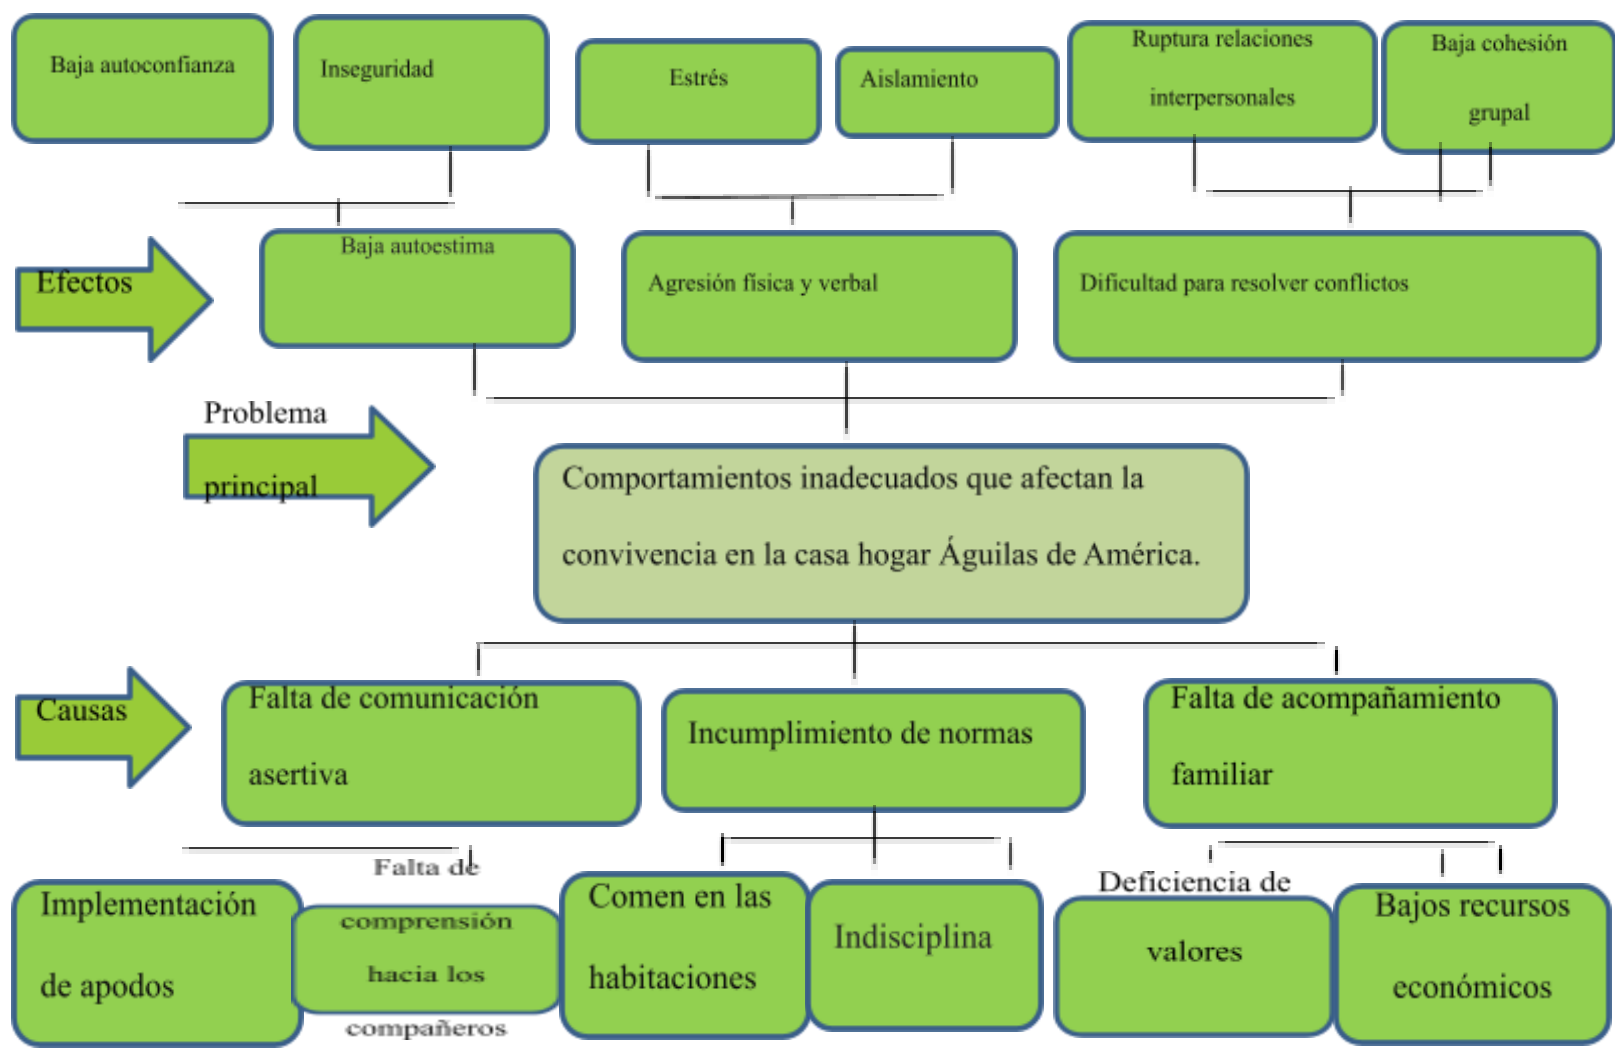 Baja autoconfianza
Inseguridad
Estrés
Aislamiento
Ruptura relaciones
interpersonales
Baja cohesión
grupal
Efectos
Baja autoestima
Agresión física y verbal
Dificultad para resolver conflictos
Problema
principal
Comportamientos inadecuados que afectan la
convivencia en la casa hogar Águilas de América.
Causas
Falta de comunicación
asertiva
Incumplimiento de normas
Falta de acompañamiento
familiar
Implementación
de apodos
Falta de
comprensión
hacia los
compañeros
Comen en las
habitaciones
Indisciplina
Deficiencia de
valores
Bajos recursos
económicos